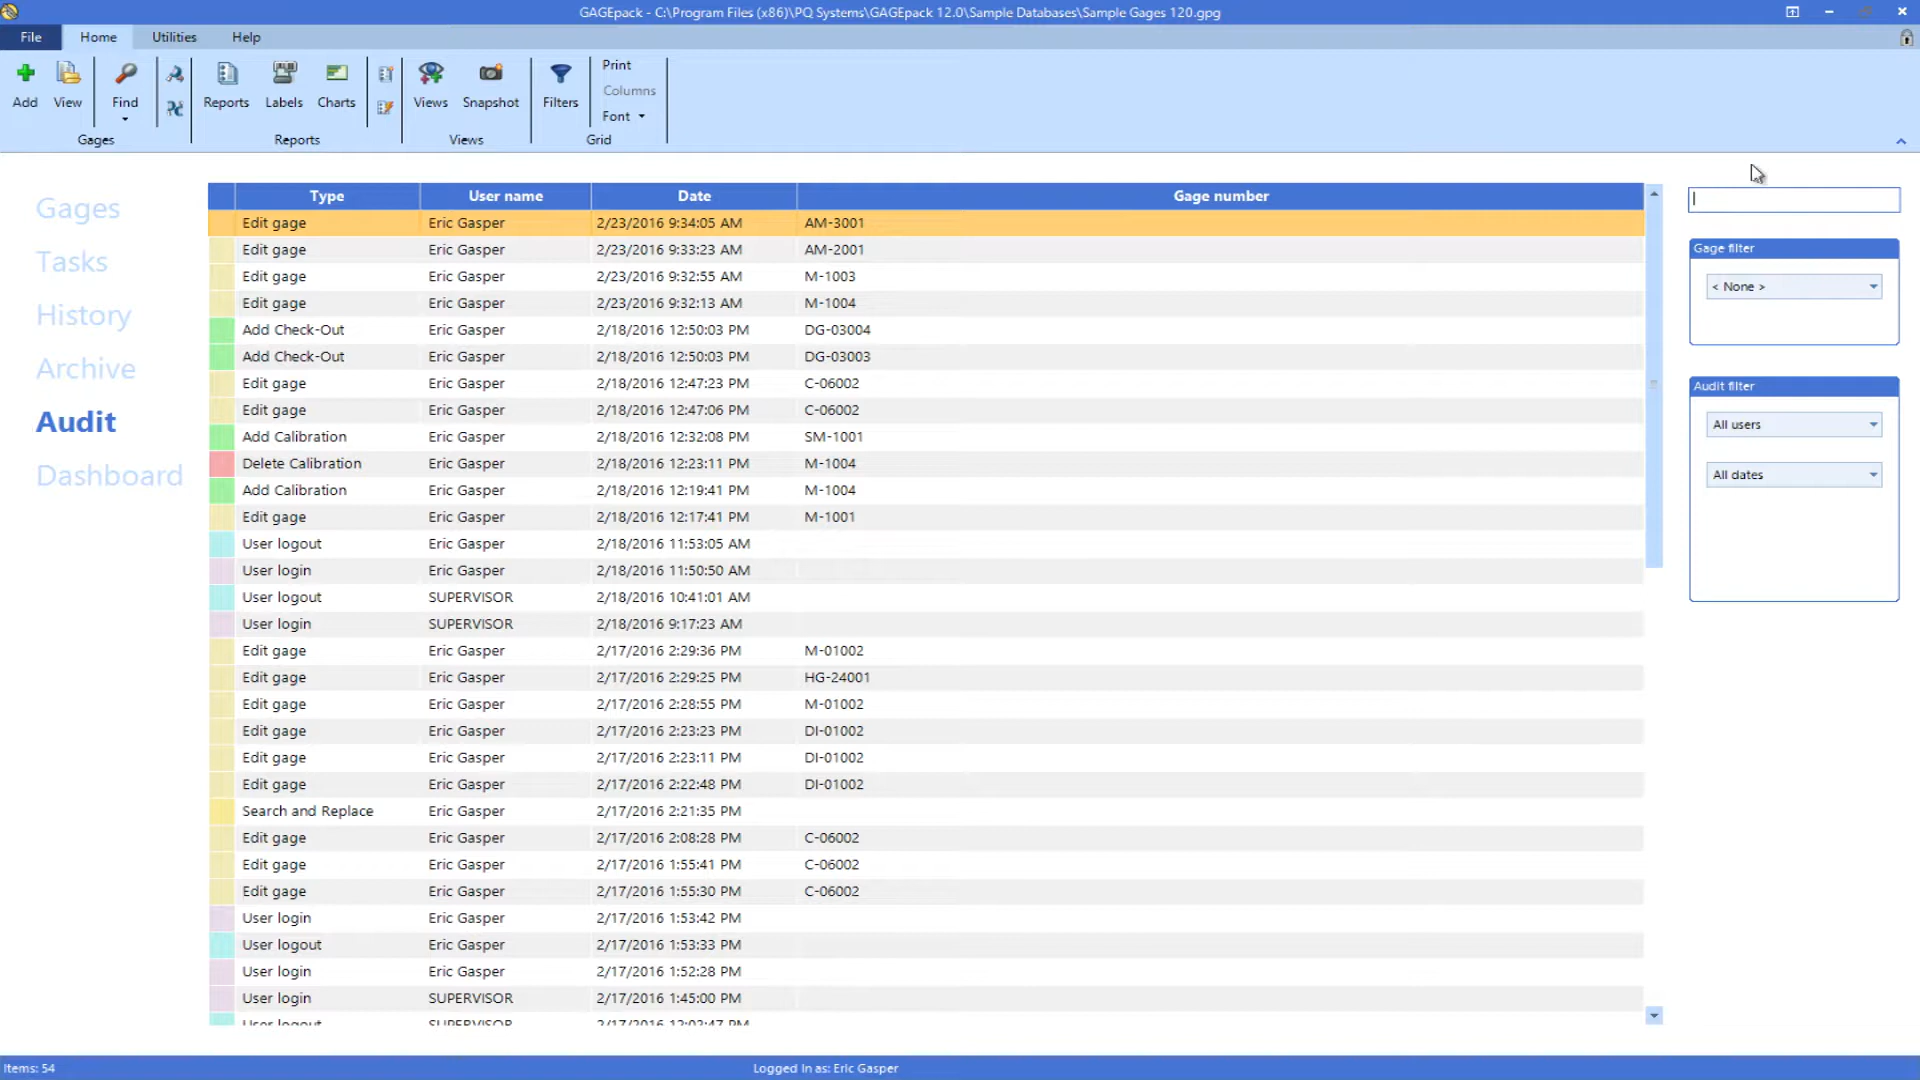 GAGEpack - C:\Program Files (x86)\PQ Systems\GAGEpack 12.0\Sample Databases\Sample Gages 120.gpg
File Home Utilities Help
Add View Find Reports Labels Charts Views Snapshot Filters Print
Columns
Font
Gages Reports Views Grid
Gages
Tasks
History
Archive
Audit
Dashboard
Type User name Date Gage number
Edit gage Eric Gasper 2/23/2016 9:34:05 AM AM-3001
Edit gage Eric Gasper 2/23/2016 9:33:23 AM AM-2001
Edit gage Eric Gasper 2/23/2016 9:32:55 AM M-1003
Edit gage Eric Gasper 2/23/2016 9:32:13 AM M-1004
Add Check-Out Eric Gasper 2/18/2016 12:50:03 PM DG-03004
Add Check-Out Eric Gasper 2/18/2016 12:50:03 PM DG-03003
Edit gage Eric Gasper 2/18/2016 12:47:23 PM C-06002
Edit gage Eric Gasper 2/18/2016 12:47:06 PM C-06002
Add Calibration Eric Gasper 2/18/2016 12:32:08 PM SM-1001
Delete Calibration Eric Gasper 2/18/2016 12:23:11 PM M-1004
Add Calibration Eric Gasper 2/18/2016 12:19:41 PM M-1004
Edit gage Eric Gasper 2/18/2016 12:17:41 PM M-1001
User logout Eric Gasper 2/18/2016 11:53:05 AM
User login Eric Gasper 2/18/2016 11:50:50 AM
User logout SUPERVISOR 2/18/2016 10:41:01 AM
User login SUPERVISOR 2/18/2016 9:17:23 AM
Edit gage Eric Gasper 2/17/2016 2:29:36 PM M-01002
Edit gage Eric Gasper 2/17/2016 2:29:25 PM HG-24001
Edit gage Eric Gasper 2/17/2016 2:28:55 PM M-01002
Edit gage Eric Gasper 2/17/2016 2:23:23 PM DI-01002
Edit gage Eric Gasper 2/17/2016 2:23:11 PM DI-01002
Edit gage Eric Gasper 2/17/2016 2:22:48 PM DI-01002
Search and Replace Eric Gasper 2/17/2016 2:21:35 PM
Edit gage Eric Gasper 2/17/2016 2:08:28 PM C-06002
Edit gage Eric Gasper 2/17/2016 1:55:41 PM C-06002
Edit gage Eric Gasper 2/17/2016 1:55:30 PM C-06002
User login Eric Gasper 2/17/2016 1:53:42 PM
User logout Eric Gasper 2/17/2016 1:53:33 PM
User login Eric Gasper 2/17/2016 1:52:28 PM
User login SUPERVISOR 2/17/2016 1:45:00 PM
User logout SUPERVISOR 2/17/2016 12:02:47 PM
Gage filter
< None >
Audit filter
All users
All dates
Items: 54 Logged In as: Eric Gasper